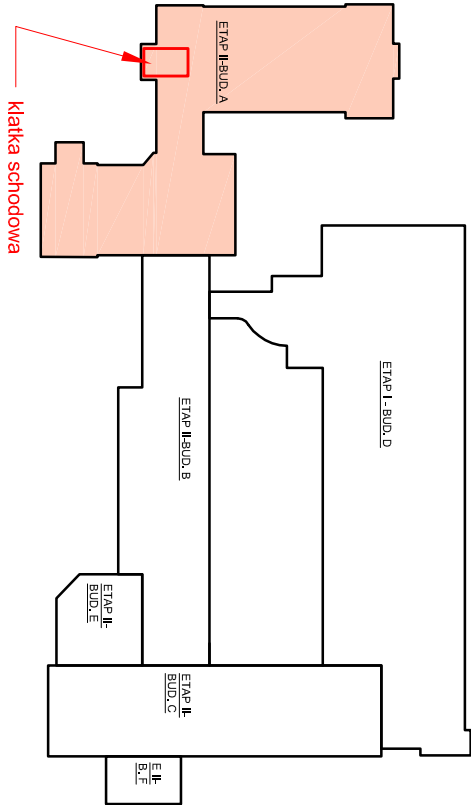 ETAP II-BUD. A
klatka schodowa
ETAP I - BUD. D
ETAP II-BUD. B
ETAP II-
BUD. E
ETAP II-
BUD. C
E II-
B. F